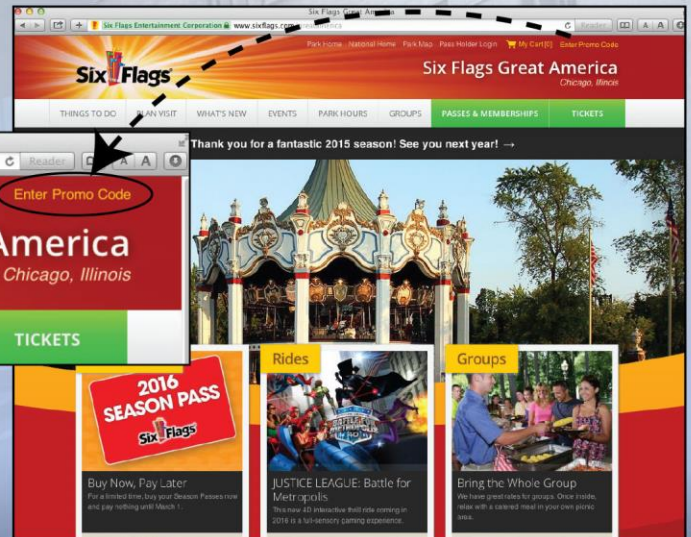 Six Flags Great America
Six Flags Entertainment Corporation www.sixflags.com/greatamerica
Reader
A A
Park Home National Home Park Map Pass Holder Login My Cart[0] Enter Promo Code
Six Flags
Six Flags Great America
Chicago, Illinois
THINGS TO DO PLAN VISIT WHAT'S NEW EVENTS PARK HOURS GROUPS PASSES & MEMBERSHIPS TICKETS
Thank you for a fantastic 2015 season! See you next year! →
Reader
A A
Enter Promo Code
America
Chicago, Illinois
TICKETS
2016
SEASON PASS
Six Flags
Buy Now, Pay Later
For a limited time, buy your Season Passes now
and pay nothing until March 1.
Rides
JUSTICE LEAGUE
BATTLE FOR
METROPOLIS
JUSTICE LEAGUE: Battle for
Metropolis
This new 4D interactive thrill ride coming in
2016 is a full-sensory gaming experience.
Groups
Bring the Whole Group
We have great rates for groups. Once inside,
relax with a catered meal in your own picnic
area.